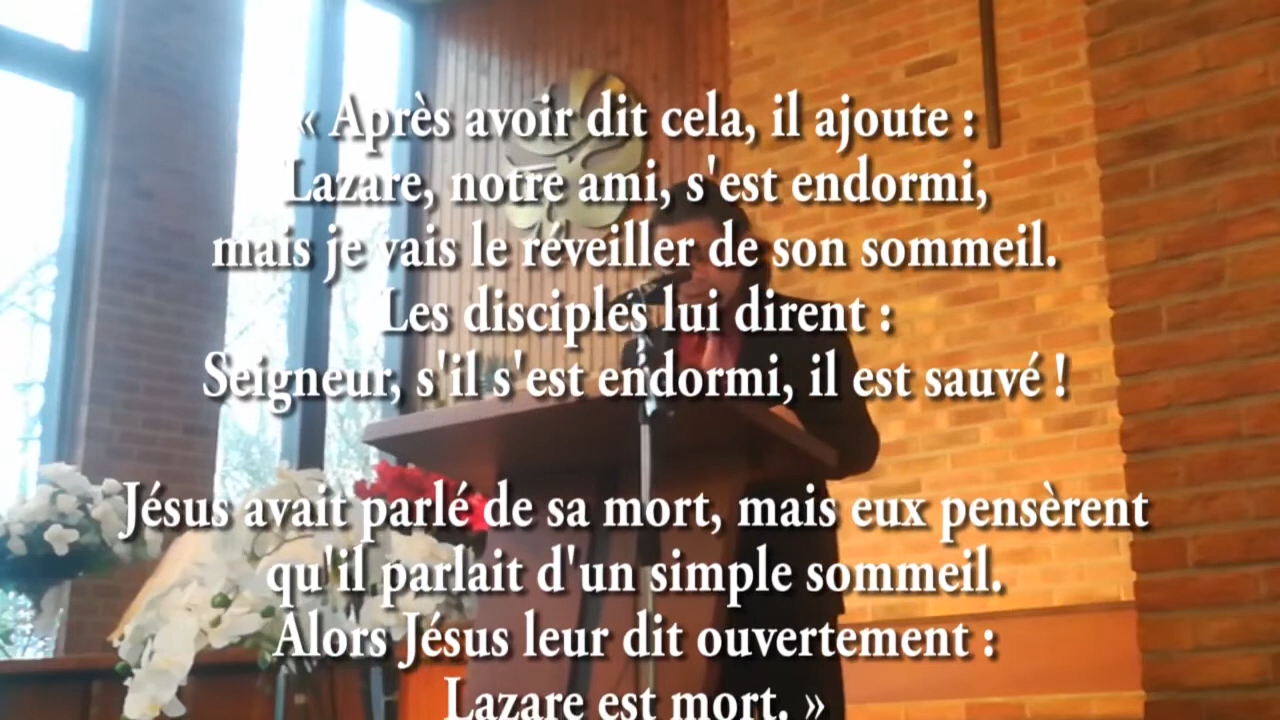 « Après avoir dit cela, il ajoute :
Lazare, notre ami, s'est endormi,
mais je vais le réveiller de son sommeil.
Les disciples lui dirent :
Seigneur, s'il s'est endormi, il est sauvé !
Jésus avait parlé de sa mort, mais eux pensèrent
qu'il parlait d'un simple sommeil.
Alors Jésus leur dit ouvertement :
Lazare est mort. »